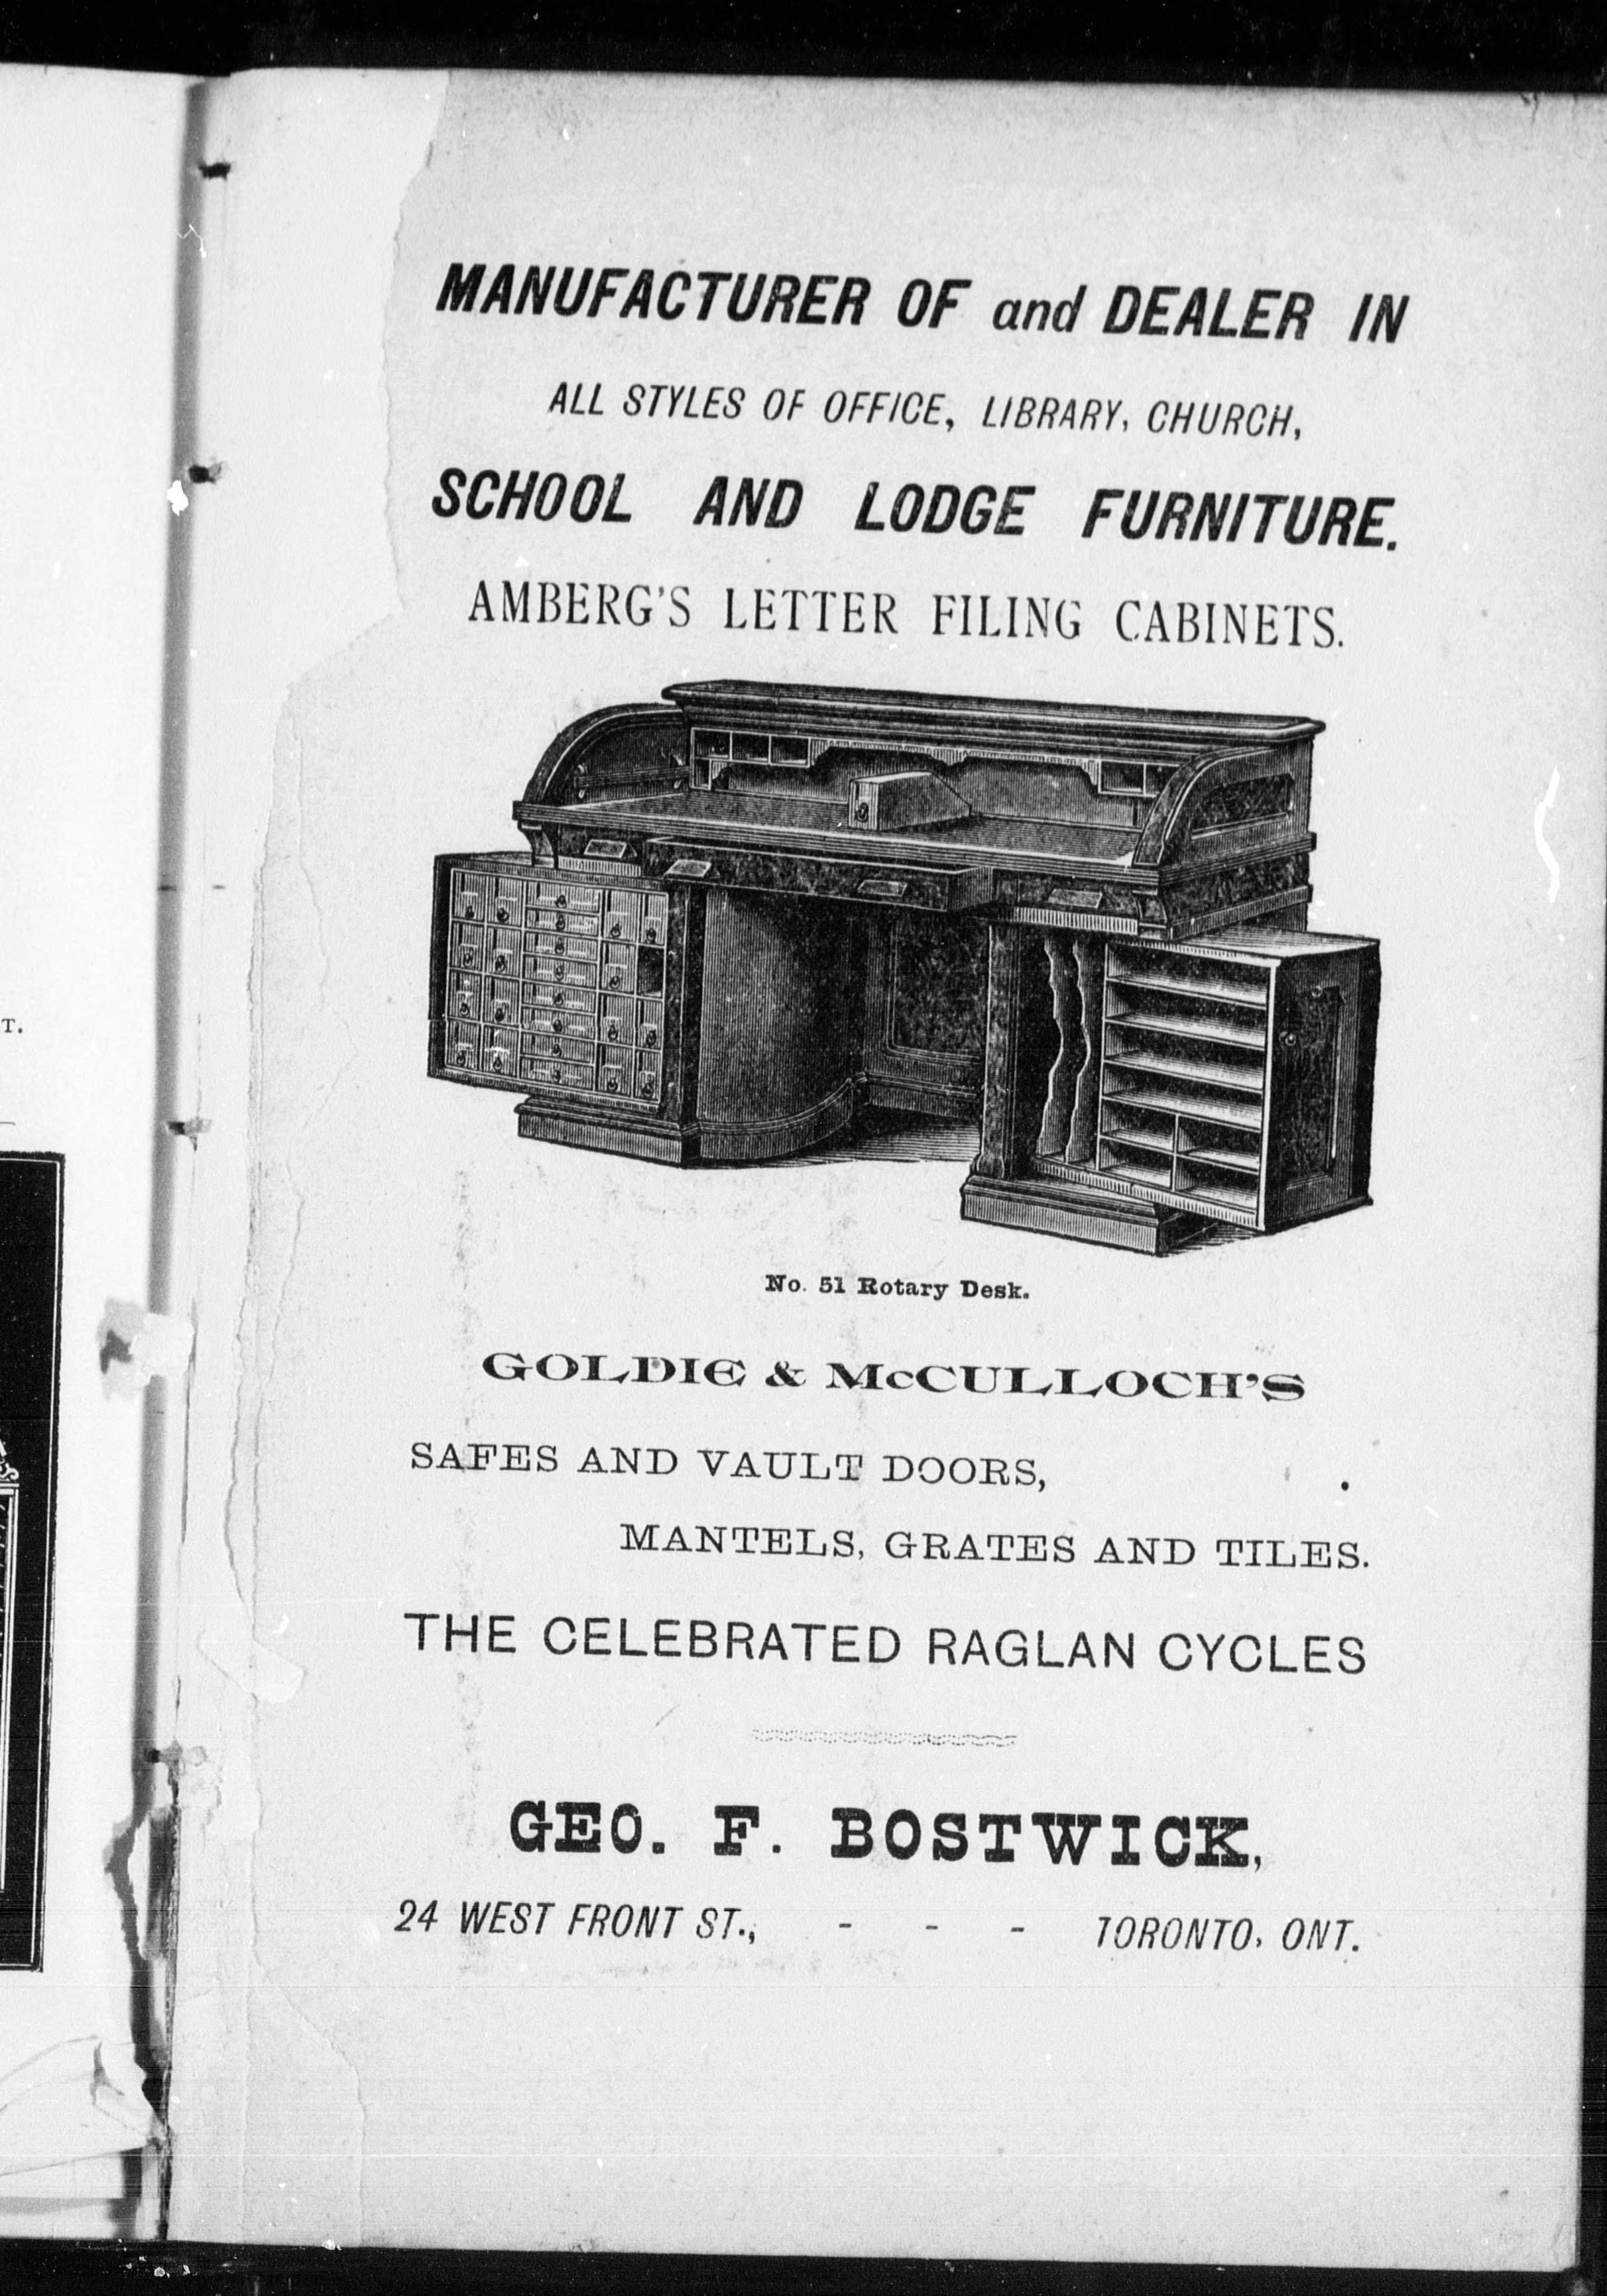 T.
MANUFACTURER OF and DEALER IN
ALL STYLES OF OFFICE, LIBRARY, CHURCH,
SCHOOL AND LODGE FURNITURE.
AMBERG'S LETTER FILING CABINETS.
No. 51 Rotary Desk.
GOLDIE & McCULLOCH'S
SAFES AND VAULT DOORS,
MANTELS, GRATES AND TILES.
THE CELEBRATED RAGLAN CYCLES
GEO. F. BOSTWICK,
24 WEST FRONT ST., - - - TORONTO, ONT.